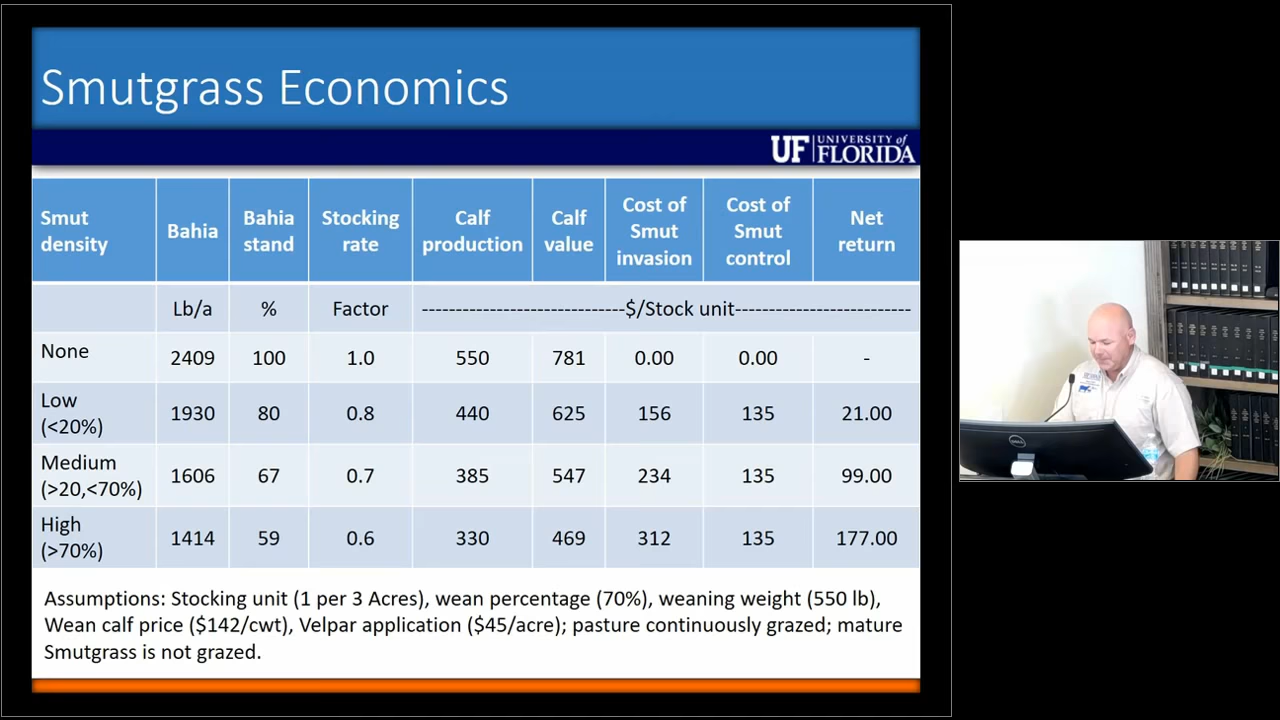 Smutgrass Economics
UF UNIVERSITY of FLORIDA
Smut density Bahia Bahia stand Stocking rate Calf production Calf value Cost of Smut invasion Cost of Smut control Net return
Lb/a % Factor ------------------------------$/Stock unit--------------------------
None 2409 100 1.0 550 781 0.00 0.00 -
Low (<20%) 1930 80 0.8 440 625 156 135 21.00
Medium (>20,<70%) 1606 67 0.7 385 547 234 135 99.00
High (>70%) 1414 59 0.6 330 469 312 135 177.00
Assumptions: Stocking unit (1 per 3 Acres), wean percentage (70%), weaning weight (550 lb),
Wean calf price ($142/cwt), Velpar application ($45/acre); pasture continuously grazed; mature
Smutgrass is not grazed.
DELL